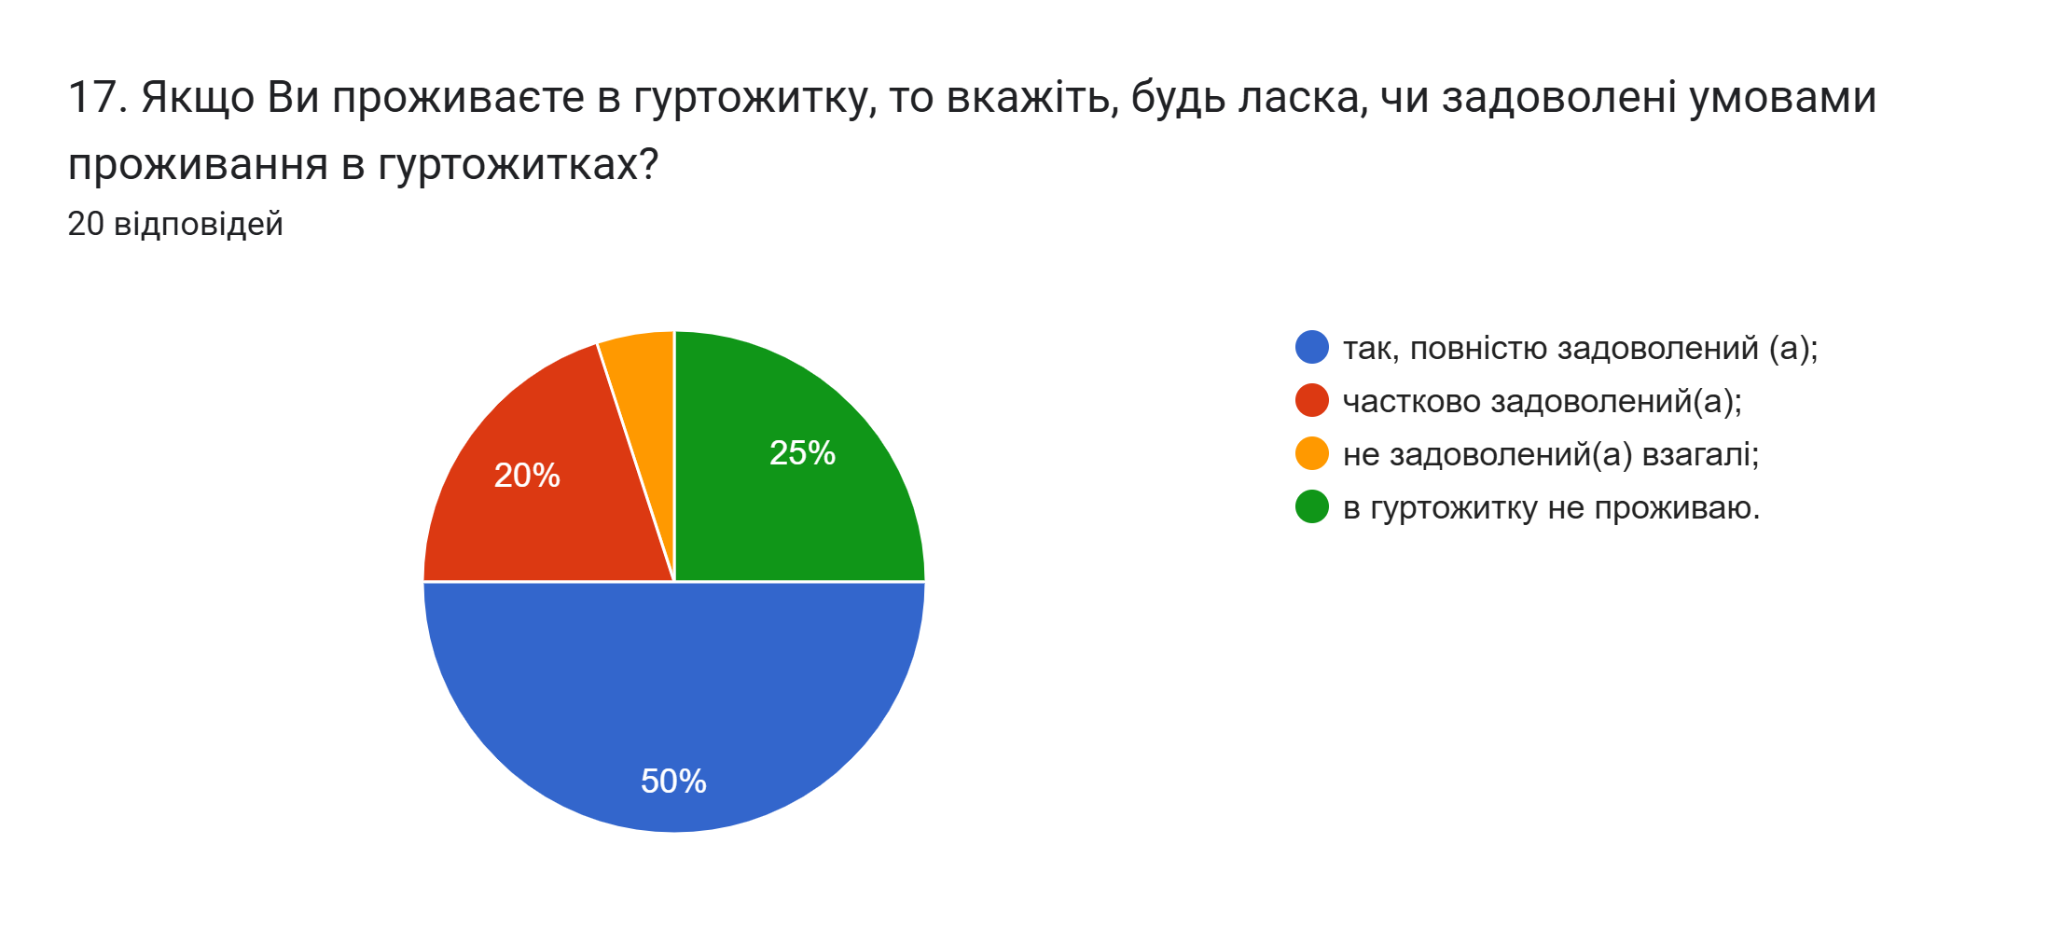 17. Якщо Ви проживаєте в гуртожитку, то вкажіть, будь ласка, чи задоволені умовами
проживання в гуртожитках?
20 відповідей
так, повністю задоволений (а);
частково задоволений(а);
не задоволений(а) взагалі;
в гуртожитку не проживаю.
25%
20%
50%